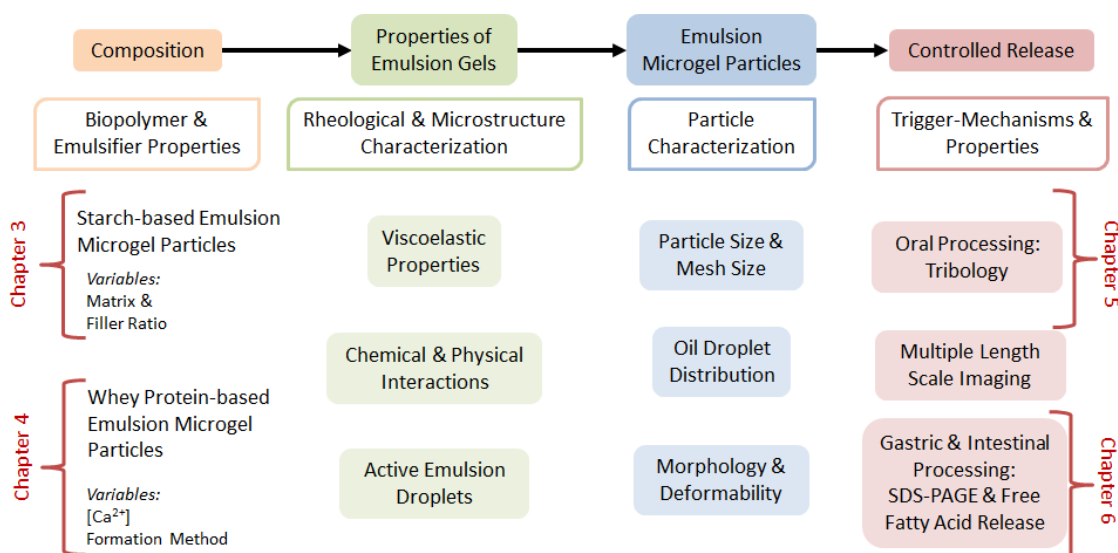 Composition
Properties of
Emulsion Gels
Emulsion
Microgel Particles
Controlled Release
Biopolymer &
Emulsifier Properties
Rheological & Microstructure
Characterization
Particle
Characterization
Trigger-Mechanisms &
Properties
Chapter 3
Starch-based Emulsion
Microgel Particles
Variables:
Matrix &
Filler Ratio
Viscoelastic
Properties
Particle Size &
Mesh Size
Oral Processing:
Tribology
Chapter 5
Chemical & Physical
Interactions
Oil Droplet
Distribution
Multiple Length
Scale Imaging
Chapter 4
Whey Protein-based
Emulsion Microgel
Particles
Variables:
[Ca²⁺]
Formation Method
Active Emulsion
Droplets
Morphology &
Deformability
Gastric & Intestinal
Processing:
SDS-PAGE & Free
Fatty Acid Release
Chapter 6